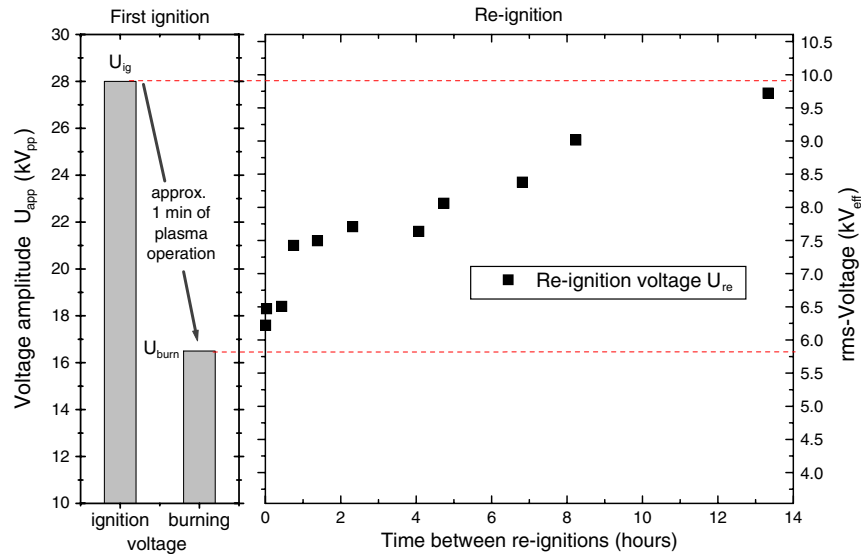 First ignition
Re-ignition
30
28
26
24
22
20
18
16
14
12
10
Voltage amplitude U_app (kV_pp)
U_ig
approx.
1 min of
plasma
operation
U_burn
ignition
burning
voltage
Re-ignition voltage U_re
0
2
4
6
8
10
12
14
Time between re-ignitions (hours)
10.5
10.0
9.5
9.0
8.5
8.0
7.5
7.0
6.5
6.0
5.5
5.0
4.5
4.0
rms-Voltage (kV_eff)